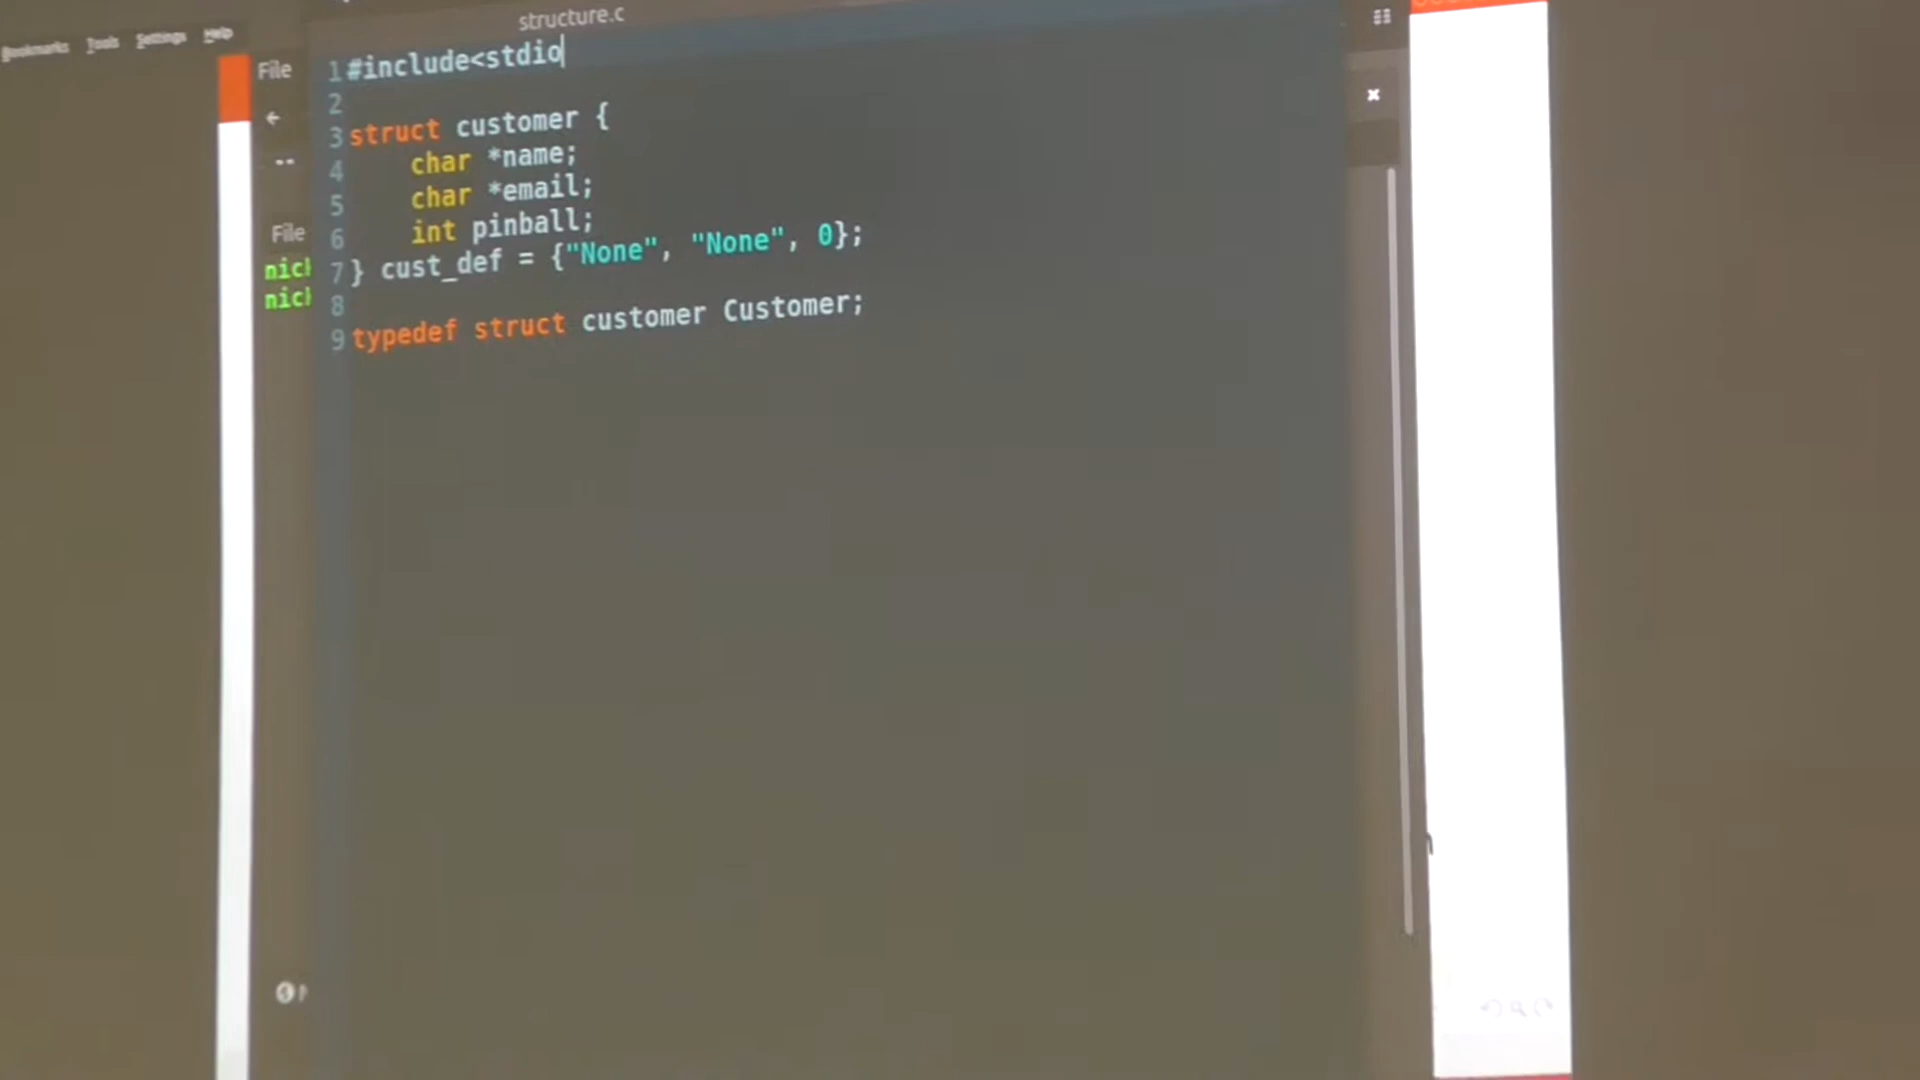 structure.c
Bookmarks Tools Settings Help
File
1 #include<stdio
2
3 struct customer {
4 char *name;
5 char *email;
6 int pinball;
7 } cust_def = {"None", "None", 0};
8
9 typedef struct customer Customer;
File